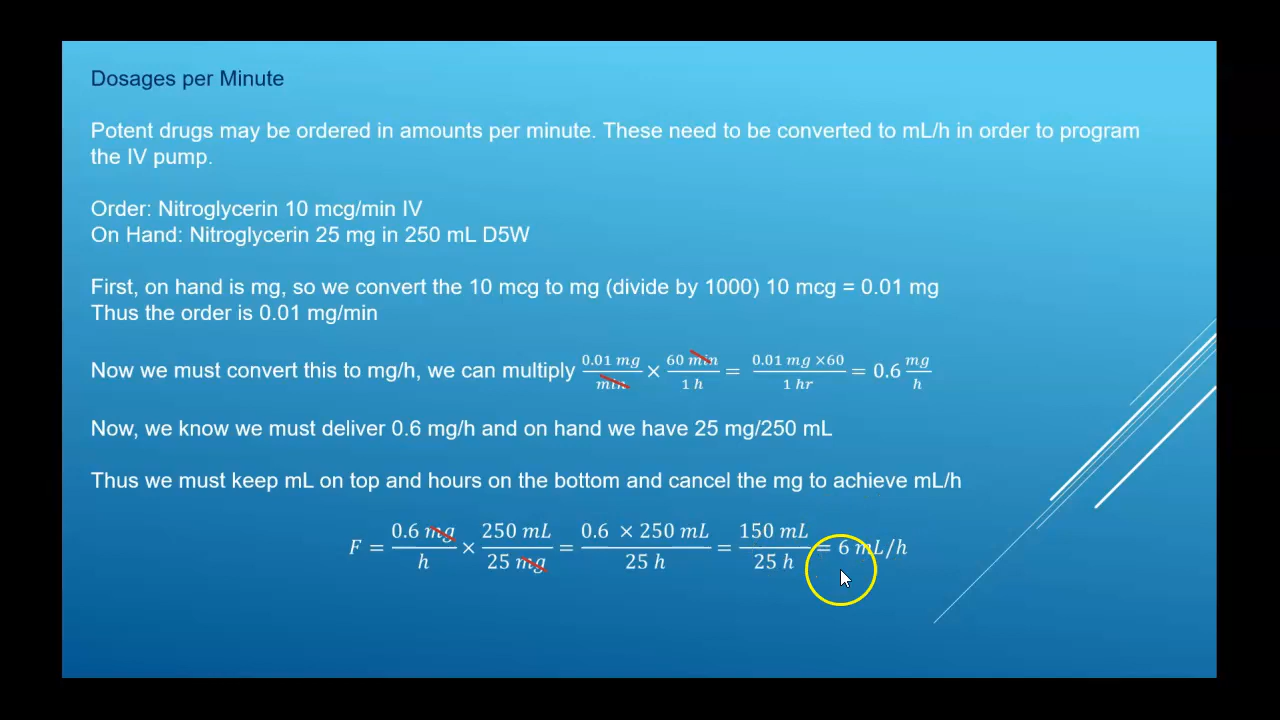 Dosages per Minute
Potent drugs may be ordered in amounts per minute. These need to be converted to mL/h in order to program
the IV pump.
Order: Nitroglycerin 10 mcg/min IV
On Hand: Nitroglycerin 25 mg in 250 mL D5W
First, on hand is mg, so we convert the 10 mcg to mg (divide by 1000) 10 mcg = 0.01 mg
Thus the order is 0.01 mg/min
Now we must convert this to mg/h, we can multiply 0.01 mg/min × 60 min/1 h = 0.01 mg ×60/1 hr = 0.6 mg/h
Now, we know we must deliver 0.6 mg/h and on hand we have 25 mg/250 mL
Thus we must keep mL on top and hours on the bottom and cancel the mg to achieve mL/h
F = 0.6 mg/h × 250 mL/25 mg = 0.6 × 250 mL/25 h = 150 mL/25 h = 6 mL/h